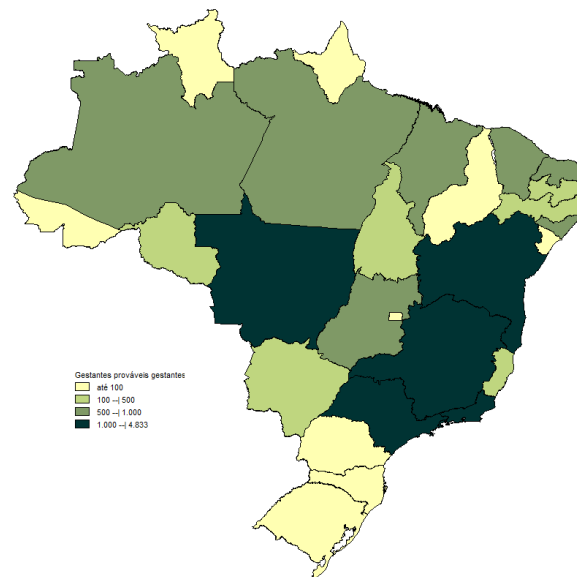 Gestantes prováveis gestantes
até 100
100 --| 500
500 --| 1.000
1.000 --| 4.833